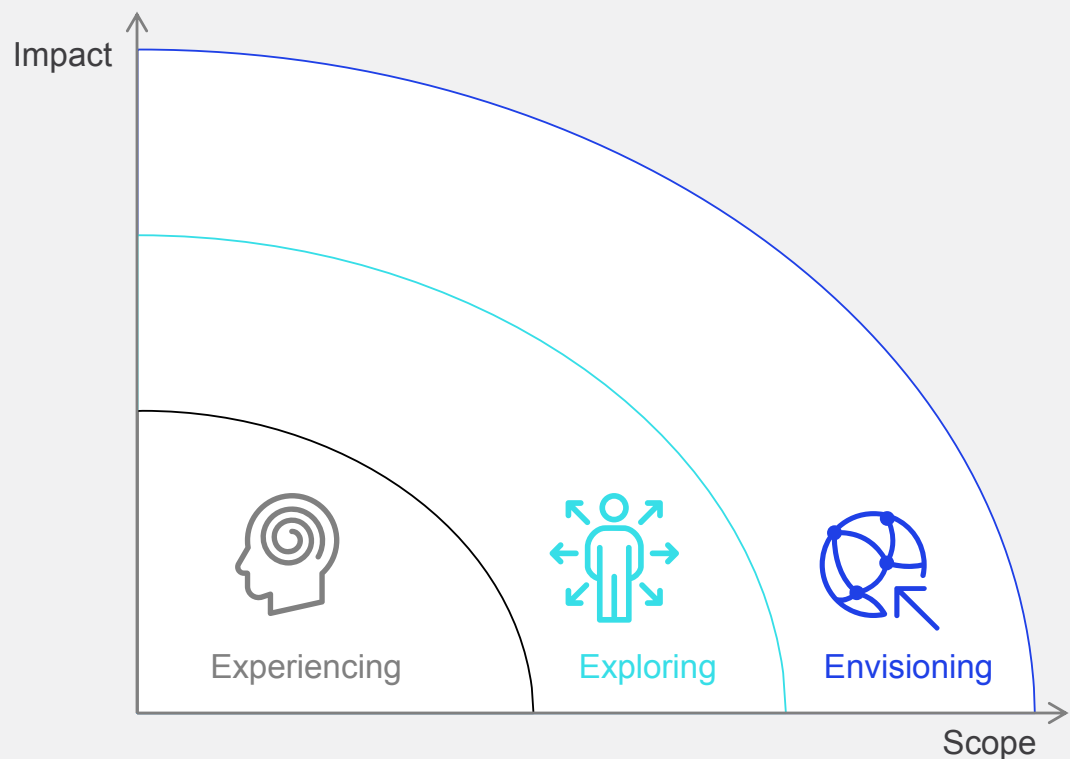 Impact
Experiencing
Exploring
Envisioning
Scope